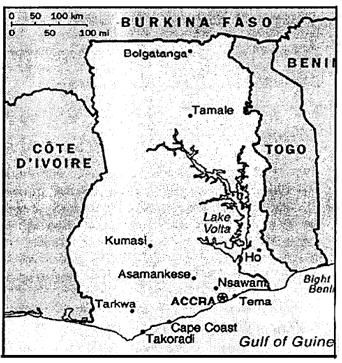 0 50 100 km
0 50 100 mi
BURKINA FASO
Bolgatanga
BENI
Tamale
CÔTE
D'IVOIRE
TOGO
Lake
Volta
Kumasi
Ho
Asamankese
Nsawam
Bight
Beni
ACCRA
Tema
Tarkwa
Cape Coast
Takoradi
Gulf of Guine